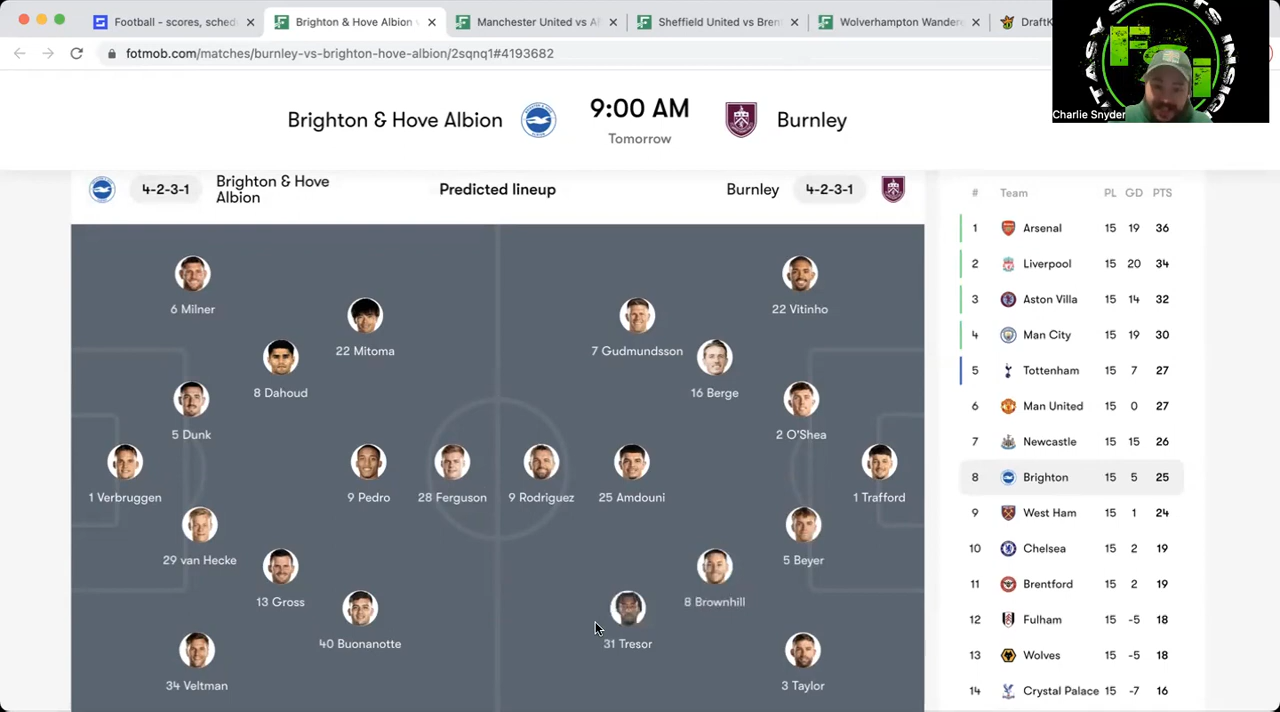 Football - scores, sched
Brighton & Hove Albion v
Manchester United vs A
Sheffield United vs Bren
Wolverhampton Wander
DraftK
fotmob.com/matches/burnley-vs-brighton-hove-albion/2sqnq1#4193682
FSI
Charlie Snyder
Brighton & Hove Albion
9:00 AM
Tomorrow
Burnley
4-2-3-1
Brighton & Hove
Albion
Predicted lineup
Burnley
4-2-3-1
6 Milner
22 Mitoma
8 Dahoud
5 Dunk
1 Verbruggen
9 Pedro
28 Ferguson
29 van Hecke
13 Gross
40 Buonanotte
34 Veltman
22 Vitinho
7 Gudmundsson
16 Berge
2 O'Shea
9 Rodriguez
25 Amdouni
1 Trafford
5 Beyer
8 Brownhill
31 Tresor
3 Taylor
# Team PL GD PTS
1 Arsenal 15 19 36
2 Liverpool 15 20 34
3 Aston Villa 15 14 32
4 Man City 15 19 30
5 Tottenham 15 7 27
6 Man United 15 0 27
7 Newcastle 15 15 26
8 Brighton 15 5 25
9 West Ham 15 1 24
10 Chelsea 15 2 19
11 Brentford 15 2 19
12 Fulham 15 -5 18
13 Wolves 15 -5 18
14 Crystal Palace 15 -7 16